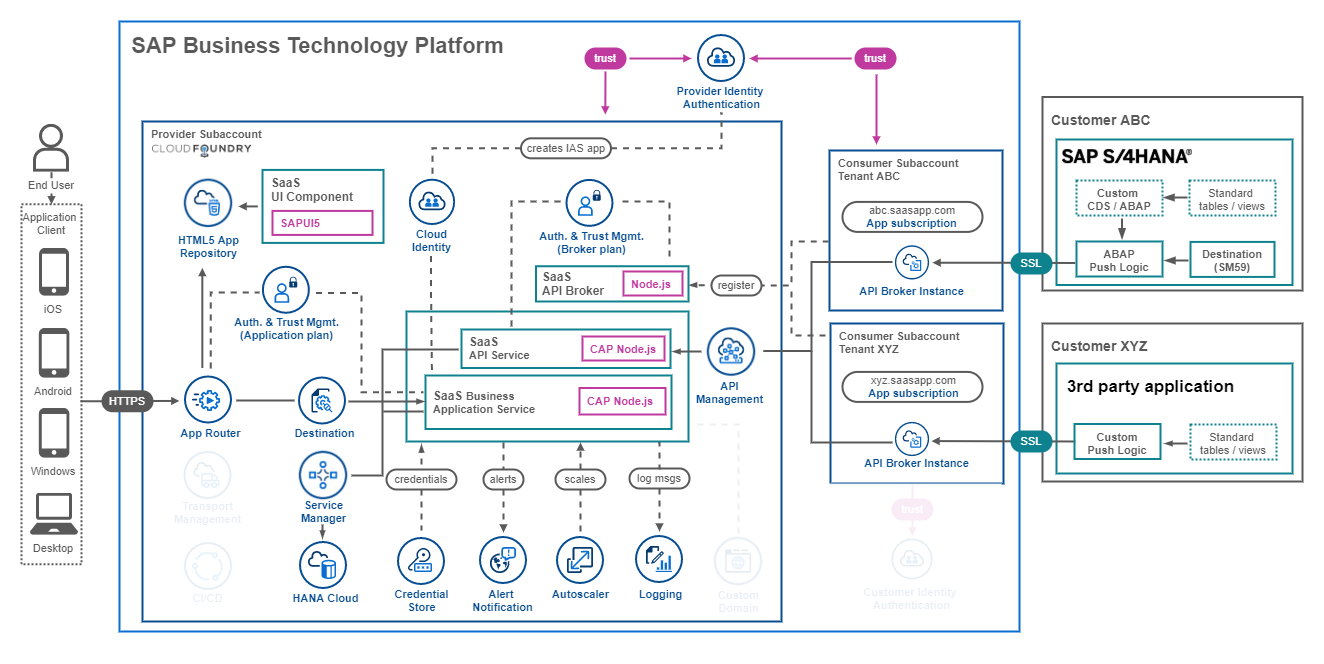 SAP Business Technology Platform
trust
trust
Provider Identity
Authentication
Provider Subaccount
CLOUDFOUNDRY
creates IAS app
End User
Application
Client
iOS
Android
Windows
Desktop
HTTPS
HTML5 App
Repository
SaaS
UI Component
SAPUI5
Cloud
Identity
Auth. & Trust Mgmt.
(Broker plan)
SaaS
API Broker
Node.js
register
Auth. & Trust Mgmt.
(Application plan)
SaaS
API Service
CAP Node.js
SaaS Business
Application Service
CAP Node.js
API
Management
App Router
Destination
Transport
Management
CI/CD
Service
Manager
HANA Cloud
credentials
alerts
scales
log msgs
Credential
Store
Alert
Notification
Autoscaler
Logging
Custom
Domain
Consumer Subaccount
Tenant ABC
abc.saasapp.com
App subscription
API Broker Instance
Consumer Subaccount
Tenant XYZ
xyz.saasapp.com
App subscription
API Broker Instance
trust
Customer Identity
Authentication
SSL
SSL
Customer ABC
SAP S/4HANA®
Custom
CDS / ABAP
Standard
tables / views
ABAP
Push Logic
Destination
(SM59)
Customer XYZ
3rd party application
Custom
Push Logic
Standard
tables / views